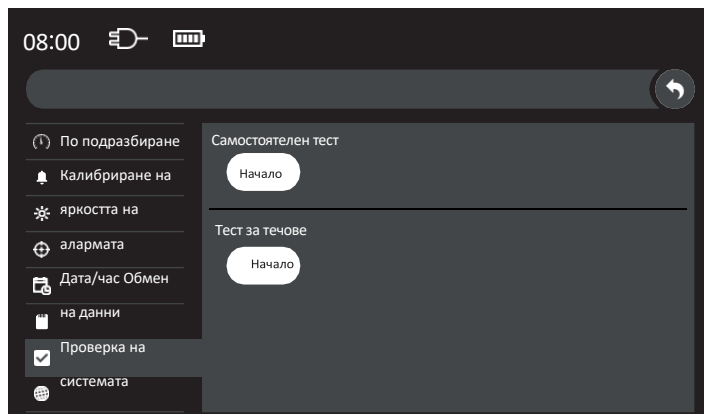 08:00
По подразбиране
Калибриране на
яркостта на
алармата
Дата/час Обмен
на данни
Проверка на
системата
Самостоятелен тест
Начало
Тест за течове
Начало